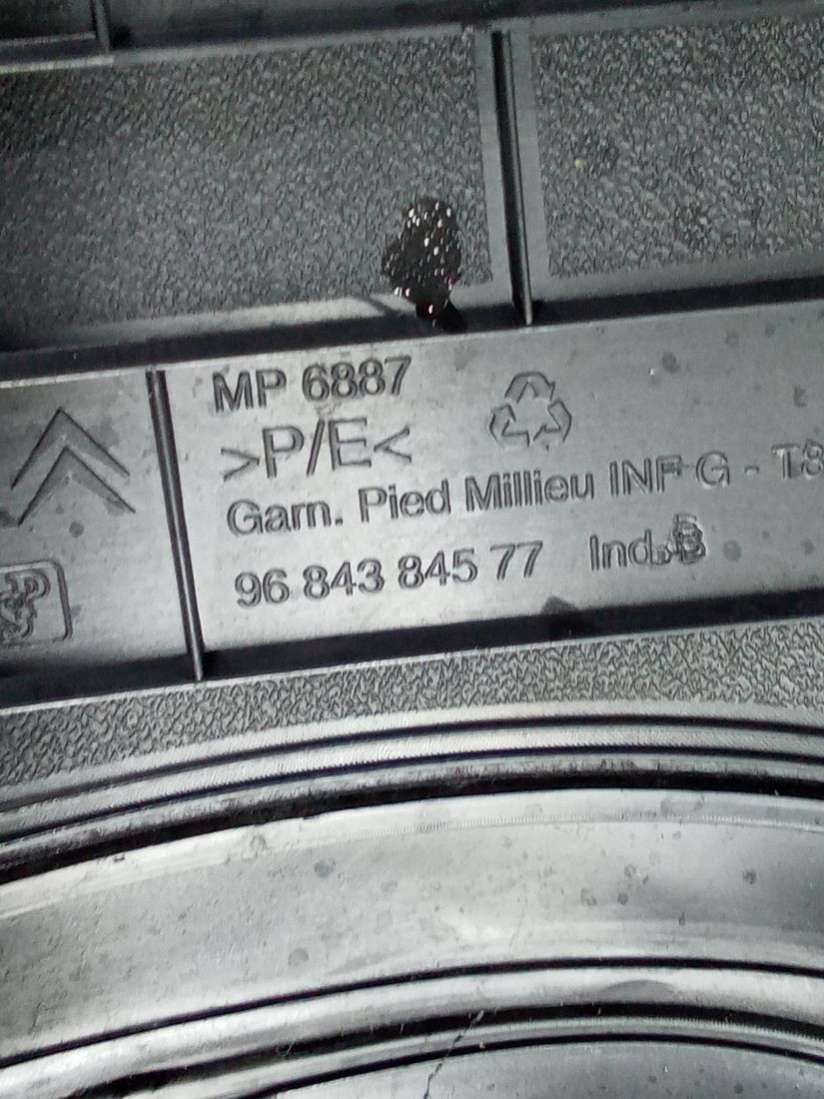 MP 6887
>P/E<
Garn. Pied Millieu INF G - T8
96 843 845 77 Ind.